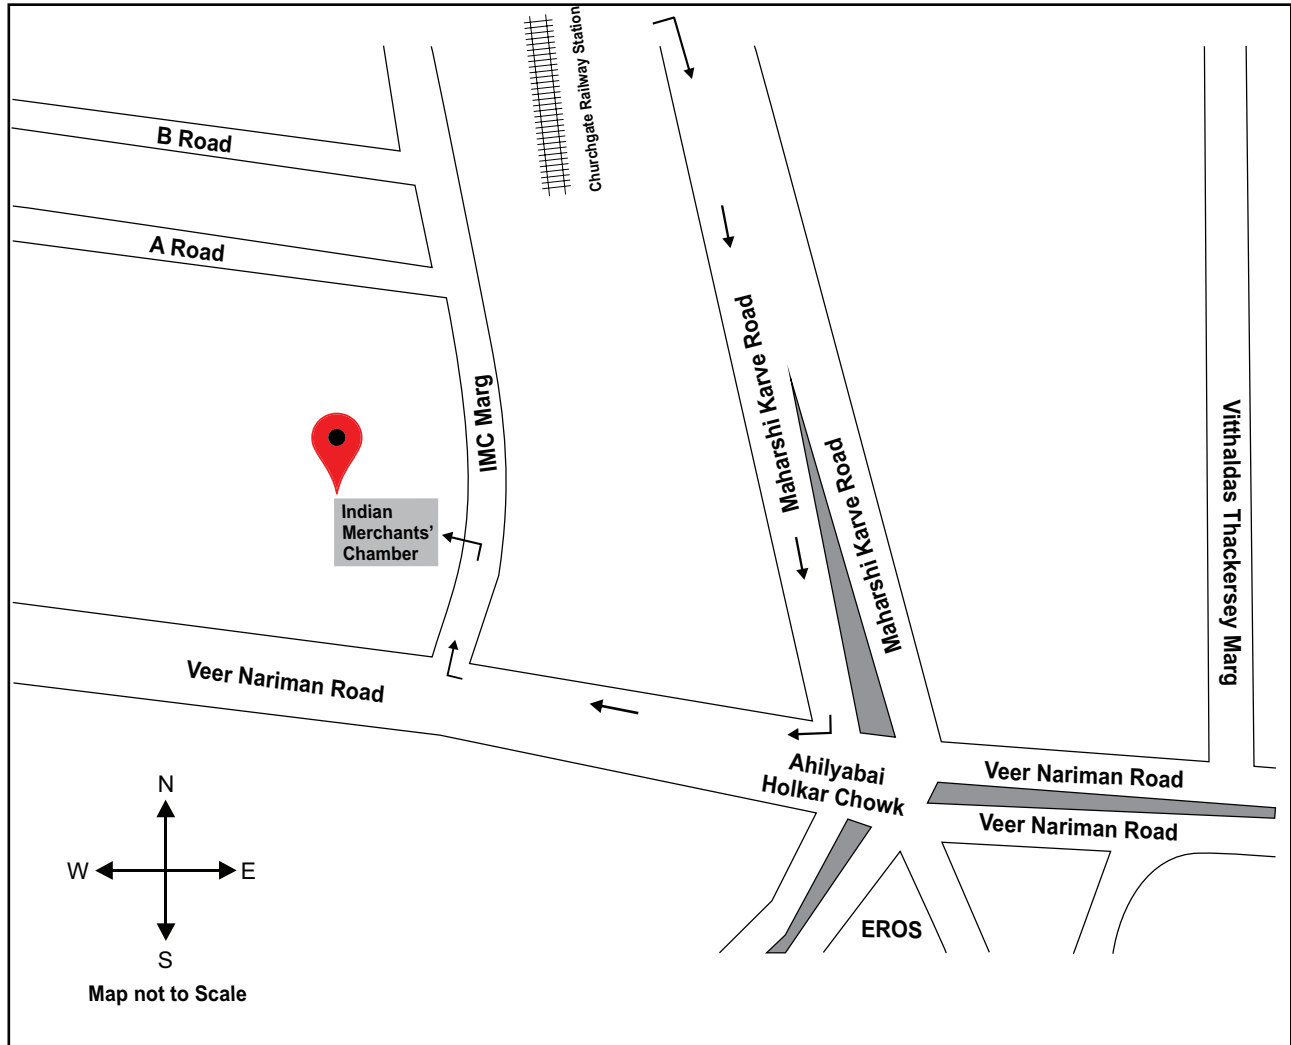 Churchgate Railway Station
B Road
A Road
IMC Marg
Maharshi Karve Road
Maharshi Karve Road
Vitthaldas Thackersey Marg
Indian
Merchants'
Chamber
Veer Nariman Road
Ahilyabai
Holkar Chowk
Veer Nariman Road
Veer Nariman Road
EROS
N
W
E
S
Map not to Scale